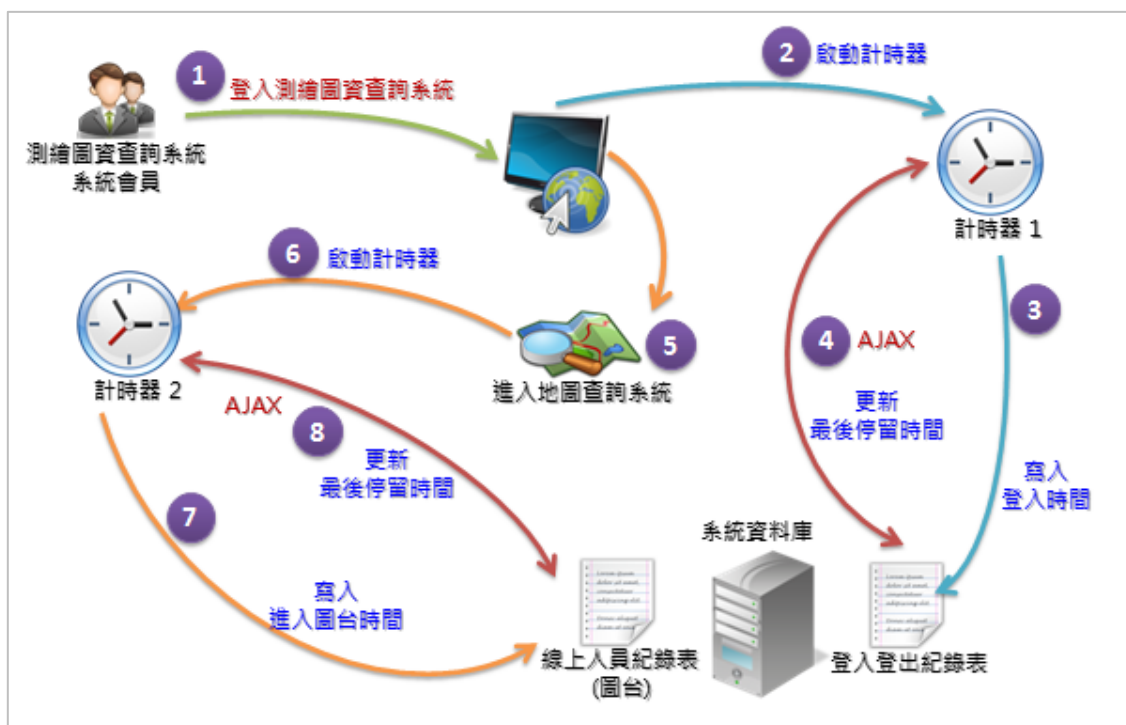 1
登入測繪圖資查詢系統
測繪圖資查詢系統
系統會員
2
啟動計時器
計時器 1
3
寫入
登入時間
4
AJAX
更新
最後停留時間
5
進入地圖查詢系統
6
啟動計時器
計時器 2
7
寫入
進入圖台時間
8
AJAX
更新
最後停留時間
系統資料庫
線上人員紀錄表
(圖台)
登入登出紀錄表